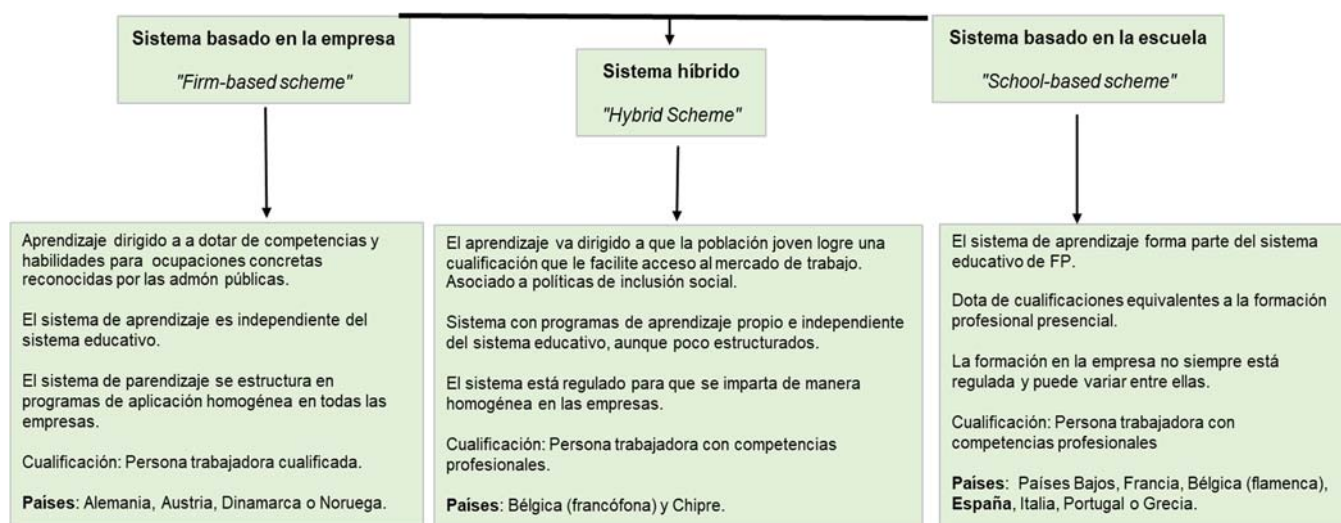 Sistema basado en la empresa
"Firm-based scheme"
Sistema híbrido
"Hybrid Scheme"
Sistema basado en la escuela
"School-based scheme"
Aprendizaje dirigido a a dotar de competencias y
habilidades para ocupaciones concretas
reconocidas por las admón públicas.
El sistema de aprendizaje es independiente del
sistema educativo.
El sistema de parendizaje se estructura en
programas de aplicación homogénea en todas las
empresas.
Cualificación: Persona trabajadora cualificada.
Países: Alemania, Austria, Dinamarca o Noruega.
El aprendizaje va dirigido a que la población joven logre una
cualificación que le facilite acceso al mercado de trabajo.
Asociado a políticas de inclusión social.
Sistema con programas de aprendizaje propio e independiente
del sistema educativo, aunque poco estructurados.
El sistema está regulado para que se imparta de manera
homogénea en las empresas.
Cualificación: Persona trabajadora con competencias
profesionales.
Países: Bélgica (francófona) y Chipre.
El sistema de aprendizaje forma parte del sistema
educativo de FP.
Dota de cualificaciones equivalentes a la formación
profesional presencial.
La formación en la empresa no siempre está
regulada y puede variar entre ellas.
Cualificación: Persona trabajadora con
competencias profesionales
Países: Países Bajos, Francia, Bélgica (flamenca),
España, Italia, Portugal o Grecia.